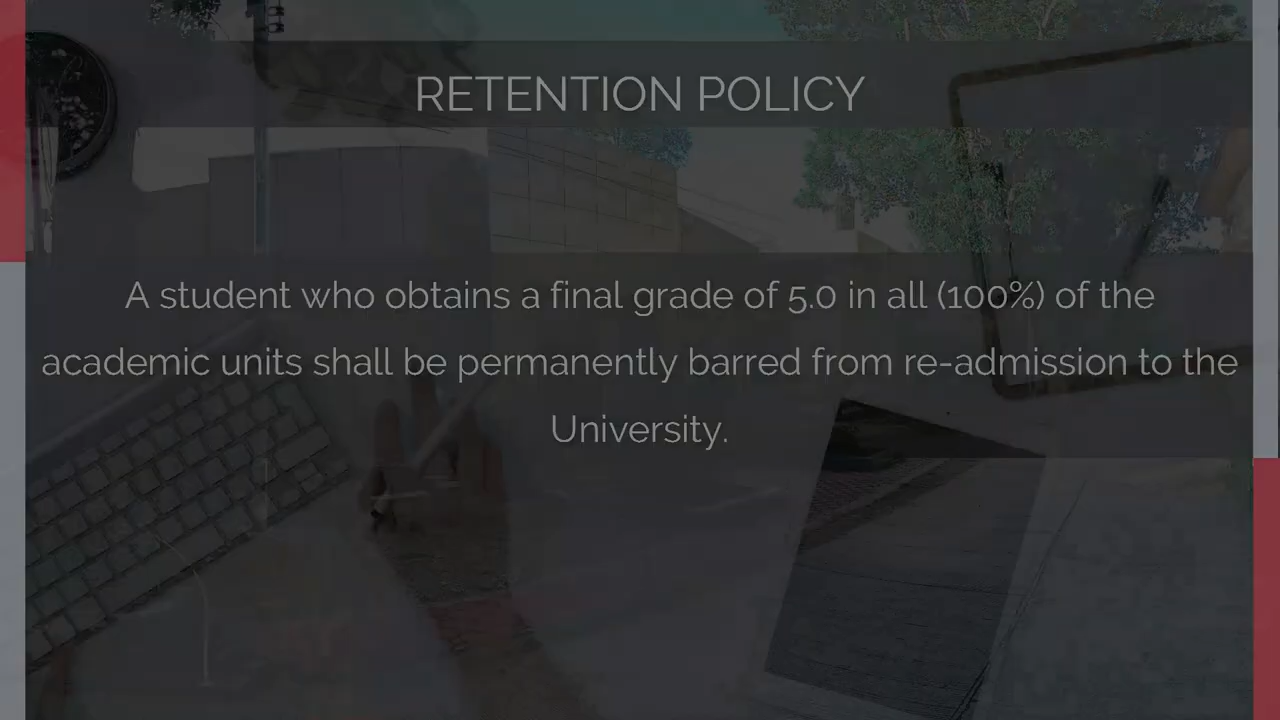 RETENTION POLICY
A student who obtains a final grade of 5.0 in all (100%) of the
academic units shall be permanently barred from re-admission to the
University.